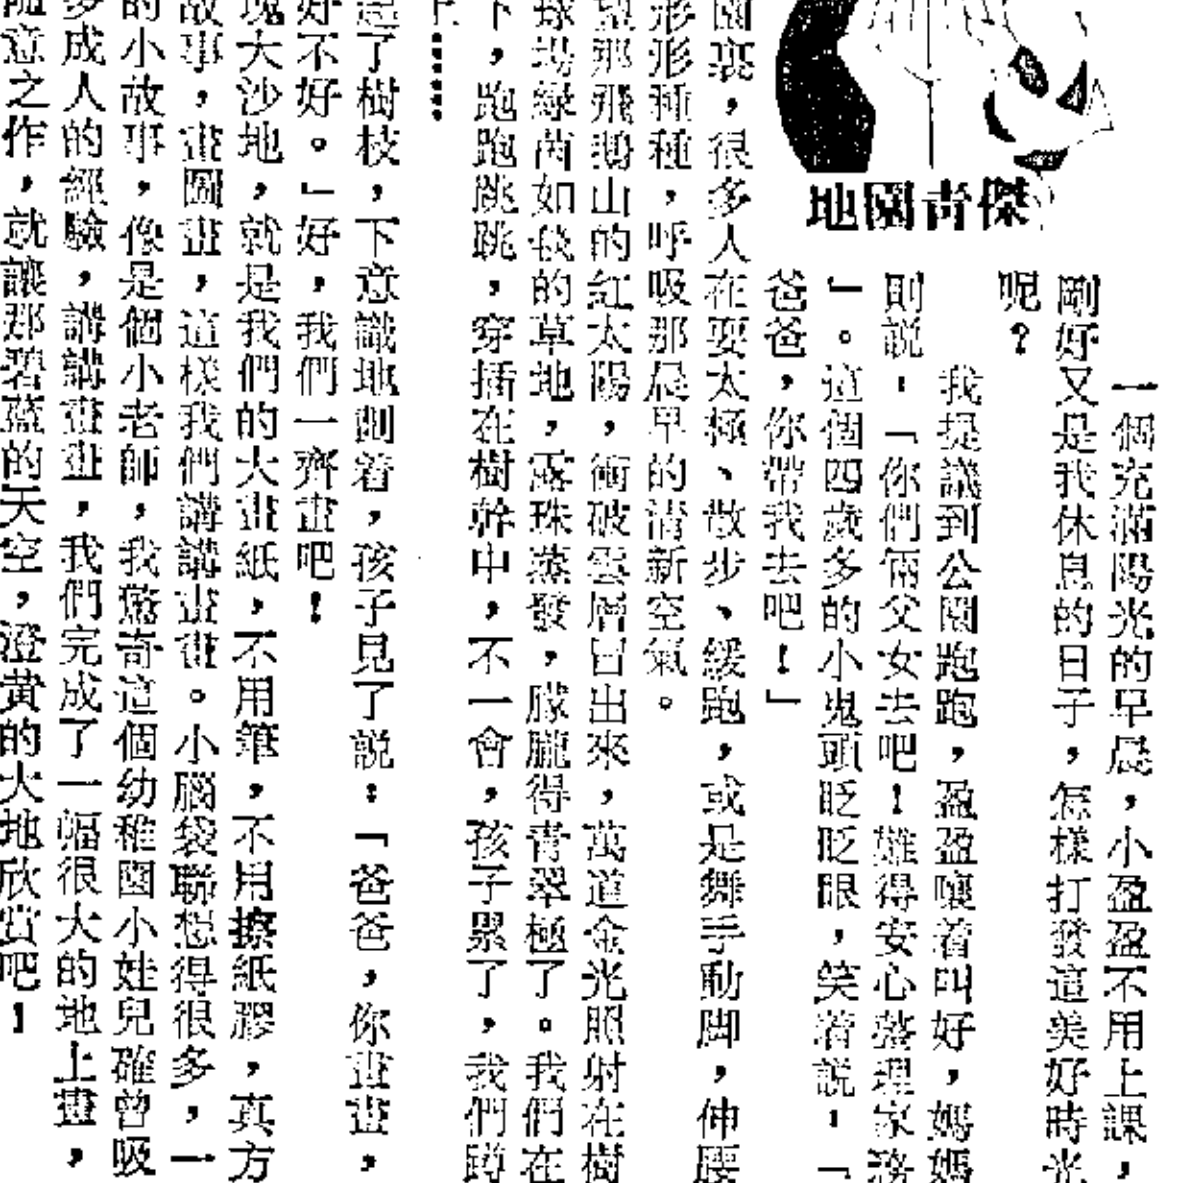 地園青傑
一個充滿陽光的早晨，小盈盈不用上課，
剛好又是我休息的日子，怎樣打發這美好時光
呢？
我提議到公園跑跑，盈盈嚷着叫好，媽媽
則說：「你們倆父女去吧！難得安心整理家務
」。這個四歲多的小鬼頭眨眨眼，笑着說：「
爸爸，你帶我去吧！」
園裏，很多人在耍太極、散步、緩跑，或是舞手動脚，伸腰
形形種種，呼吸那晨早的清新空氣。
望那飛鵝山的紅太陽，衝破雲層冒出來，萬道金光照射在樹
球場綠茵如毯的草地，露珠蒸發，朦朧得青翠極了。我們在
下，跑跑跳跳，穿插在樹幹中，不一會，孩子累了，我們蹲
上……
起了樹枝，下意識地劃着，孩子見了説：「爸爸，你畫畫，
好不好。」好，我們一齊畫吧！
塊大沙地，就是我們的大畫紙，不用筆，不用擦紙膠，真方
故事，畫圖畫，這樣我們講講畫畫。小腦袋聯想得很多，一
的小故事，像是個小老師，我驚奇這個幼稚園小娃兒確曾吸
多成人的經驗，講講畫畫，我們完成了一幅很大的地上畫，
隨意之作，就讓那碧藍的天空，澄黃的大地欣賞吧！